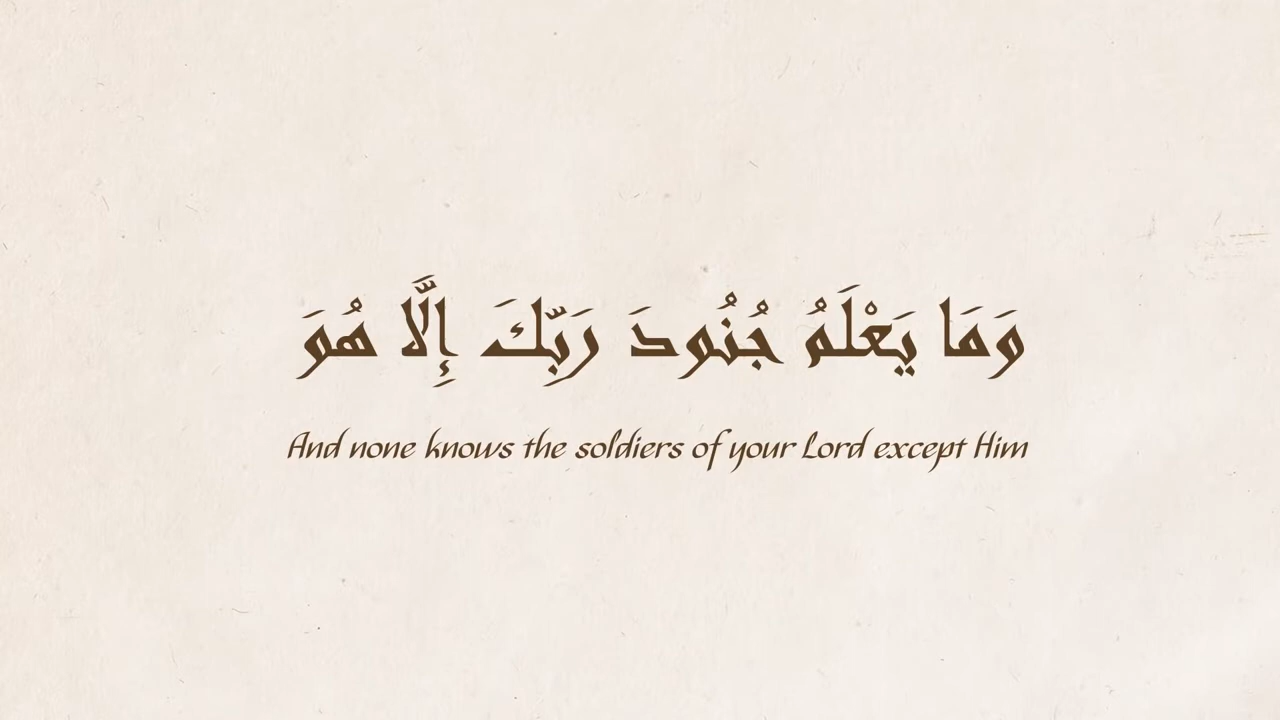 وَمَا يَعْلَمُ جُنُودَ رَبِّكَ إِلَّا هُوَ
And none knows the soldiers of your Lord except Him